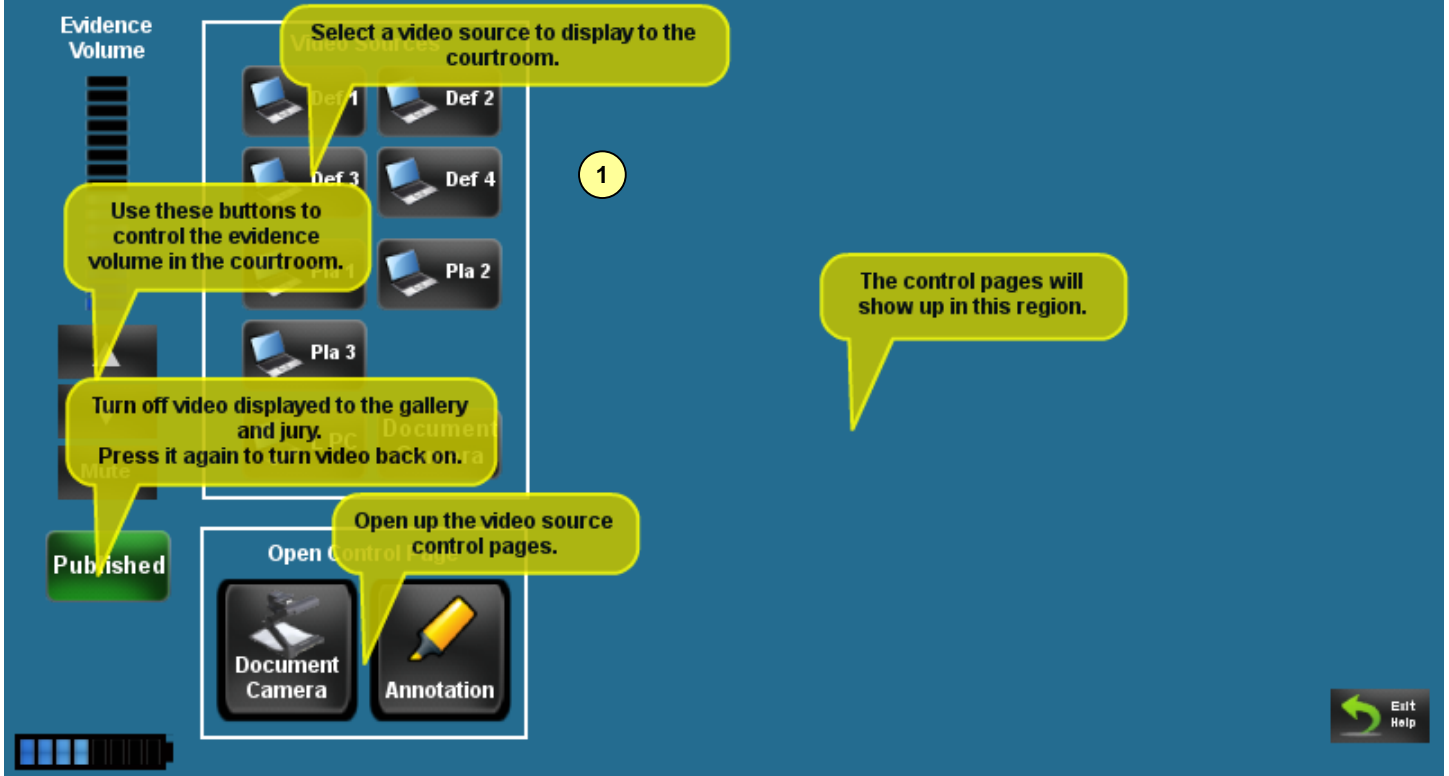 Evidence
Volume
Select a video source to display to the
courtroom.
Video Sources
Def 1
Def 2
Def 3
Def 4
1
Use these buttons to
control the evidence
volume in the courtroom.
Pla 1
Pla 2
The control pages will
show up in this region.
Pla 3
Turn off video displayed to the gallery
and jury.
Press it again to turn video back on.
PC
Document
Camera
Mute
Open up the video source
control pages.
Published
Open Control Page
Document
Camera
Annotation
Exit
Help